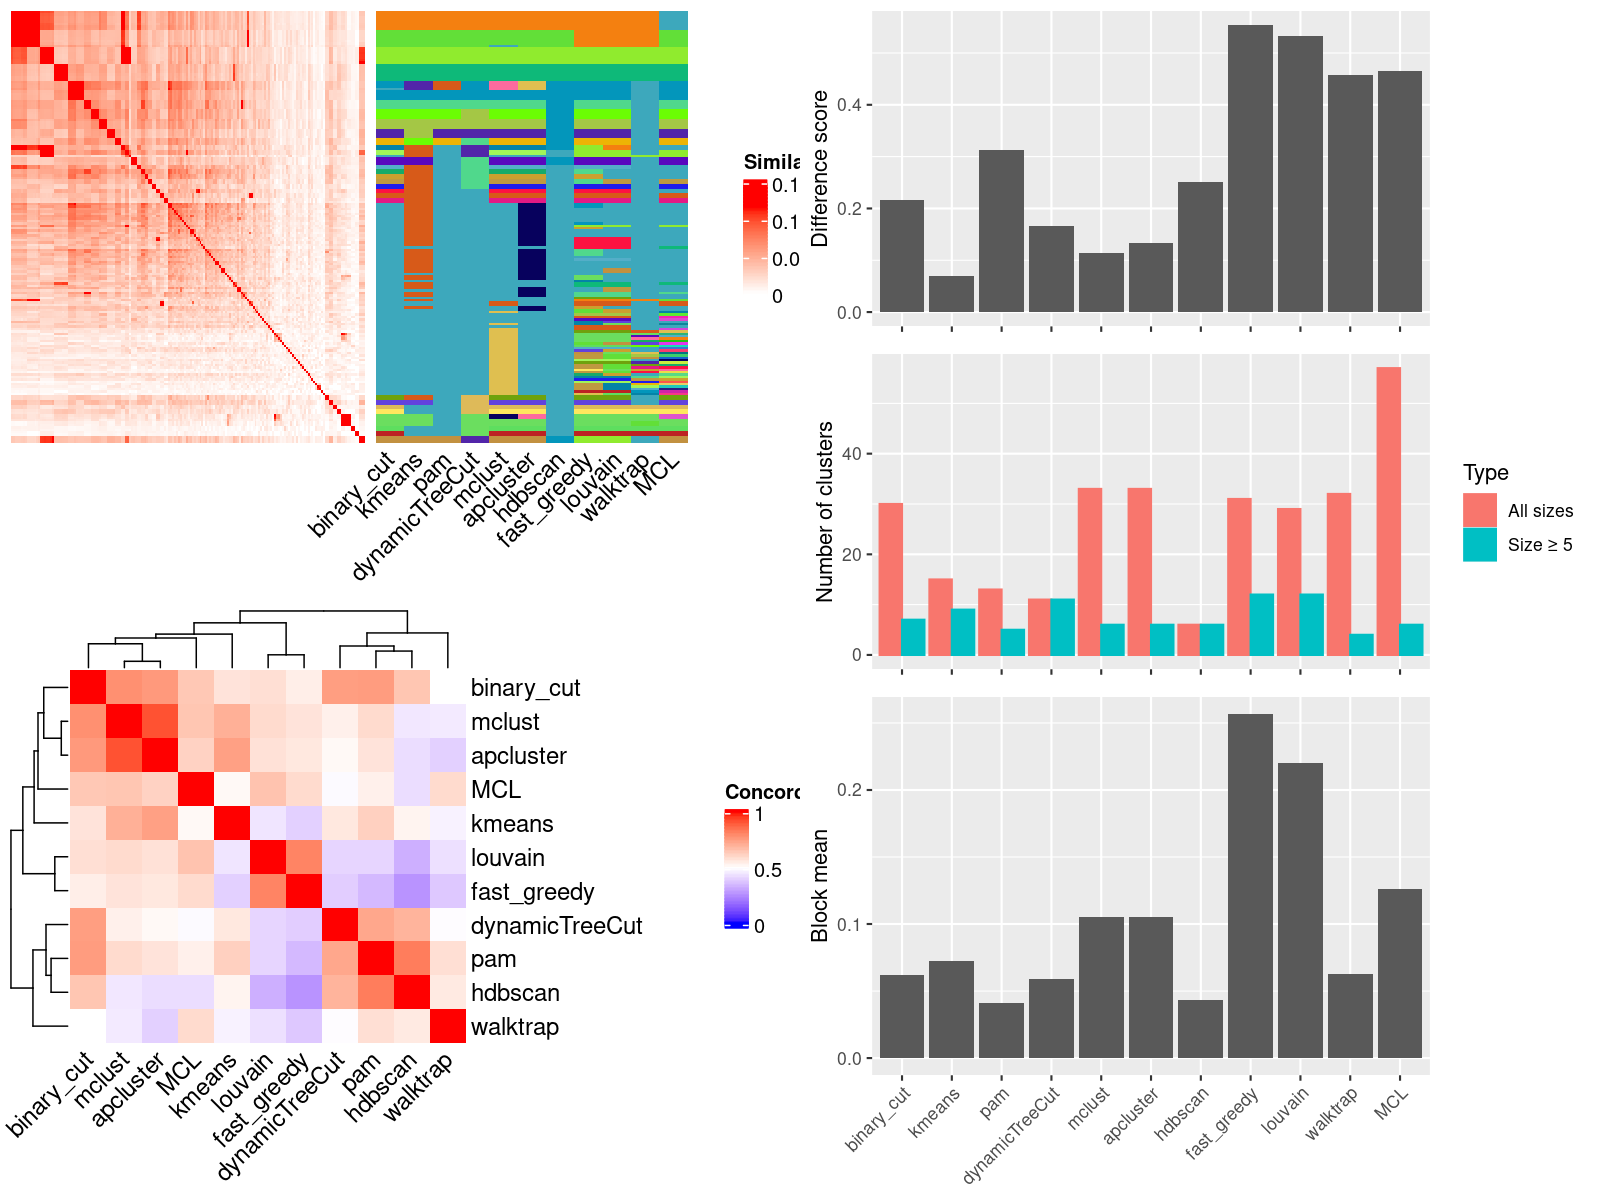 Simila
0.1
0.1
0.0
0
binary_cut
kmeans
pam
dynamicTreeCut
mclust
apcluster
hdbscan
fast_greedy
louvain
walktrap
MCL
binary_cut
mclust
apcluster
MCL
kmeans
louvain
fast_greedy
dynamicTreeCut
pam
hdbscan
walktrap
binary_cut
mclust
apcluster
MCL
kmeans
louvain
fast_greedy
dynamicTreeCut
pam
hdbscan
walktrap
Concord
1
0.5
0
Difference score
0.4
0.2
0.0
Number of clusters
40
20
0
Type
All sizes
Size ≥ 5
Block mean
0.2
0.1
0.0
binary_cut
kmeans
pam
dynamicTreeCut
mclust
apcluster
hdbscan
fast_greedy
louvain
walktrap
MCL